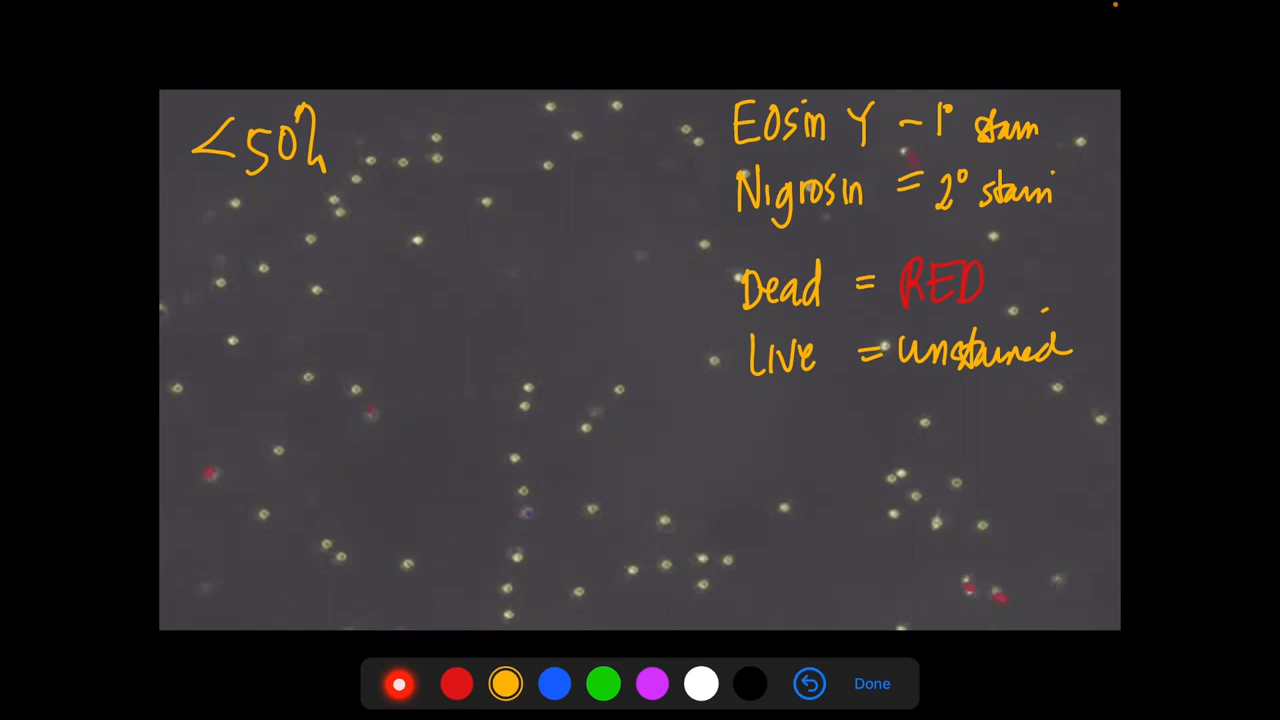 <50%
Eosin Y - 1° stain
Nigrosin = 2° stain
Dead = RED
Live = unstained
Done